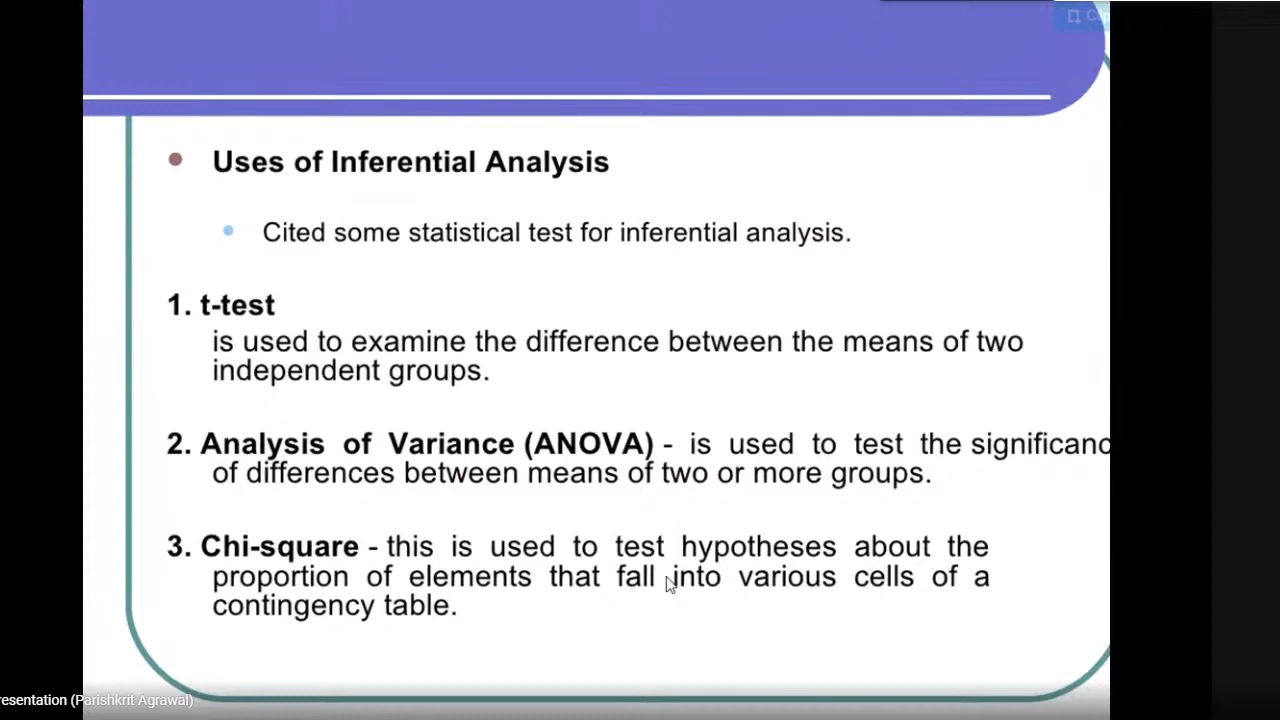 Uses of Inferential Analysis
Cited some statistical test for inferential analysis.
1. t-test
is used to examine the difference between the means of two
independent groups.
2. Analysis of Variance (ANOVA) - is used to test the significanc
of differences between means of two or more groups.
3. Chi-square - this is used to test hypotheses about the
proportion of elements that fall into various cells of a
contingency table.
resentation (Parishkrit Agrawal)